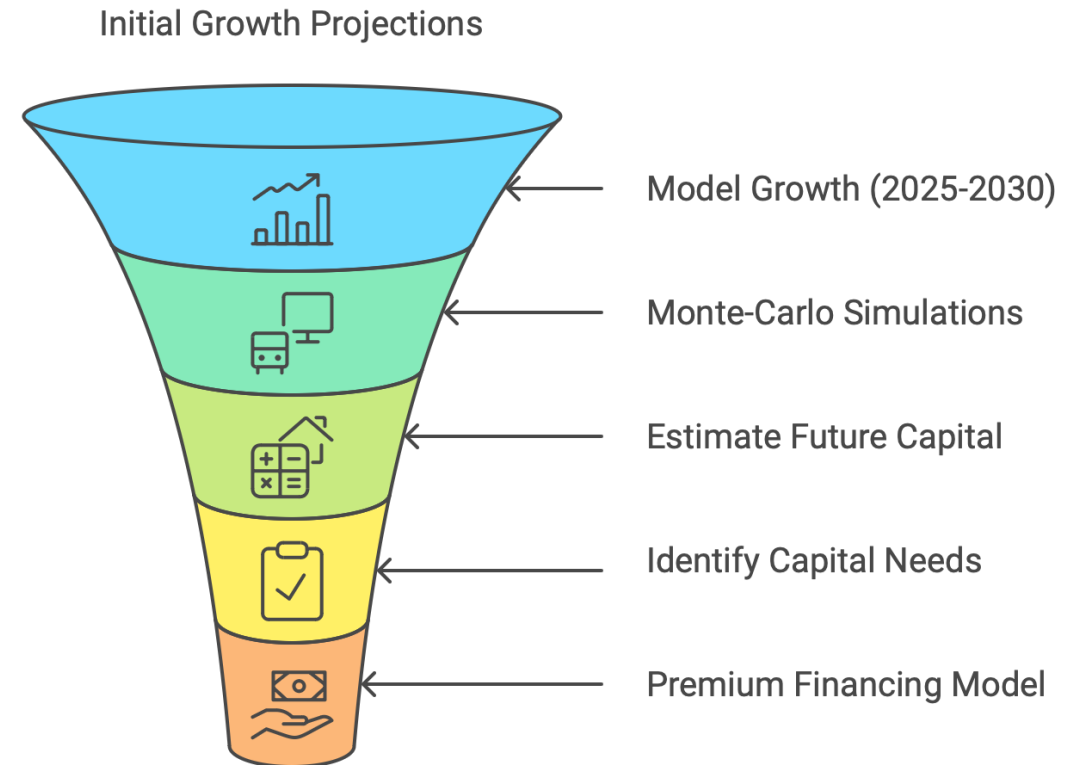 Initial Growth Projections
Model Growth (2025-2030)
Monte-Carlo Simulations
Estimate Future Capital
Identify Capital Needs
Premium Financing Model